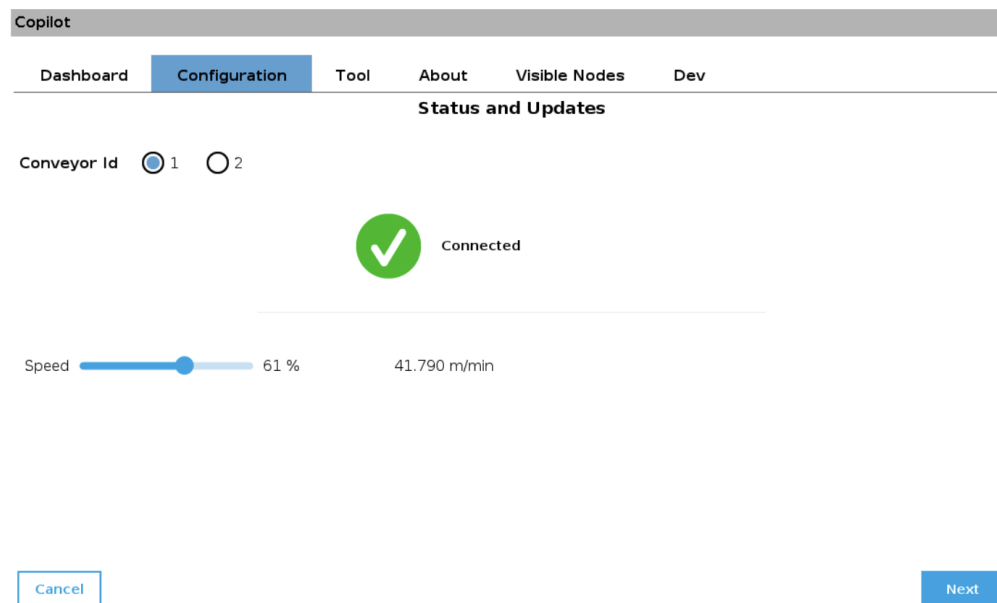 Copilot
Dashboard Configuration Tool About Visible Nodes Dev
Status and Updates
Conveyor Id 1 2
Connected
Speed 61 % 41.790 m/min
Cancel Next